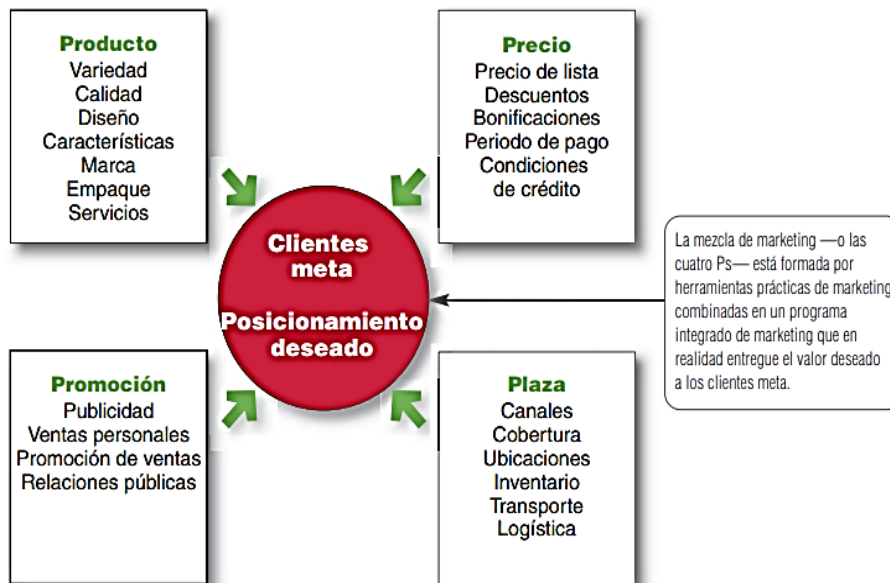 Producto
Variedad
Calidad
Diseño
Características
Marca
Empaque
Servicios
Precio
Precio de lista
Descuentos
Bonificaciones
Periodo de pago
Condiciones
de crédito
Clientes
meta
Posicionamiento
deseado
La mezcla de marketing —o las
cuatro Ps— está formada por
herramientas prácticas de marketing
combinadas en un programa
integrado de marketing que en
realidad entregue el valor deseado
a los clientes meta.
Promoción
Publicidad
Ventas personales
Promoción de ventas
Relaciones públicas
Plaza
Canales
Cobertura
Ubicaciones
Inventario
Transporte
Logística